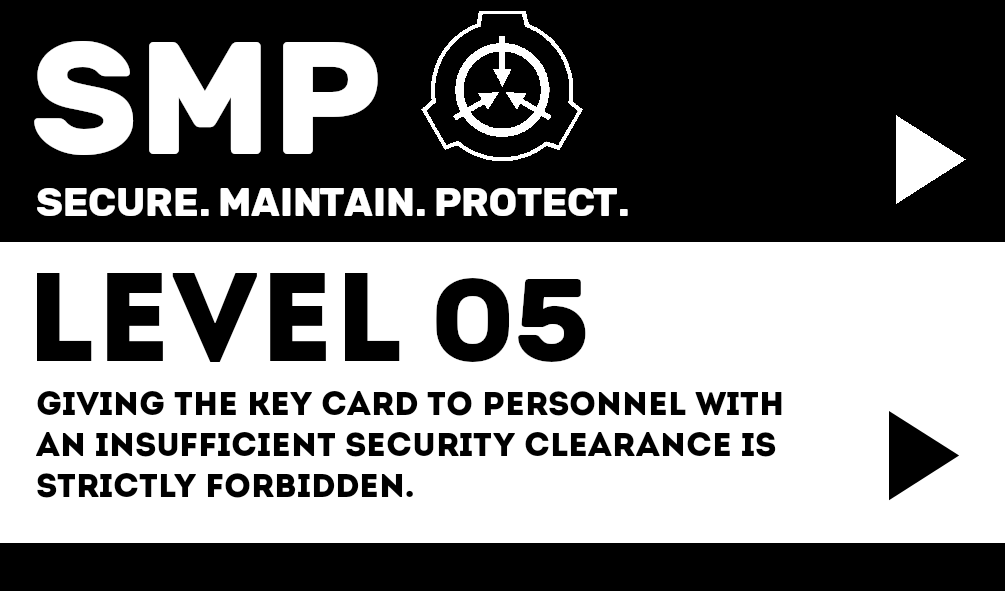 SMP
SECURE. MAINTAIN. PROTECT.
LEVEL 05
GIVING THE KEY CARD TO PERSONNEL WITH
AN INSUFFICIENT SECURITY CLEARANCE IS
STRICTLY FORBIDDEN.